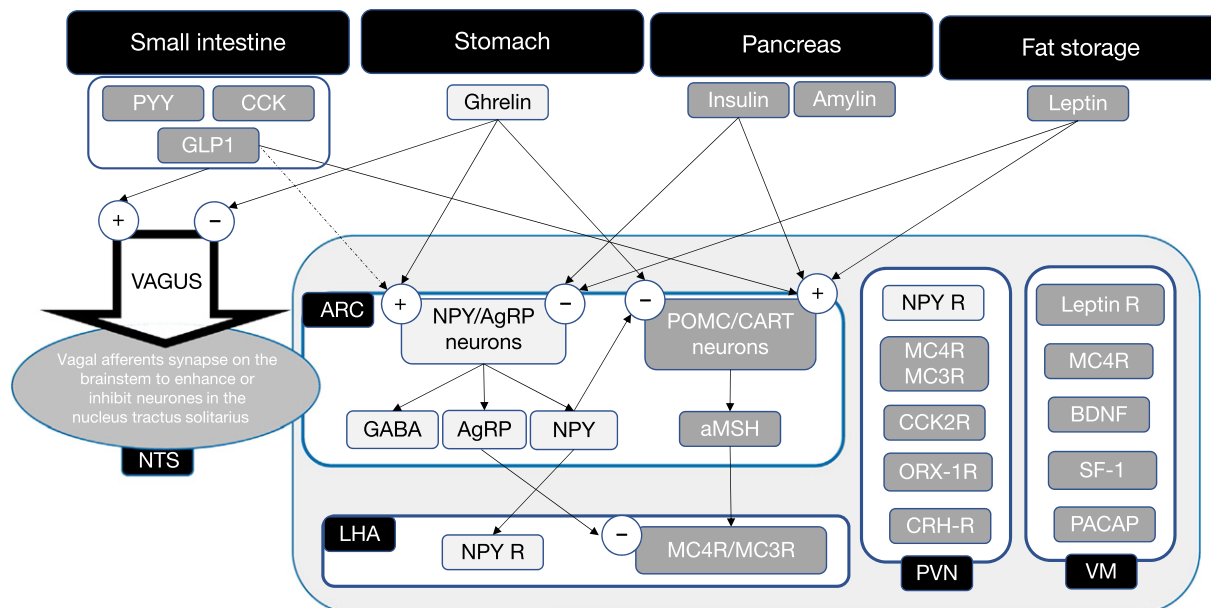 Small intestine
Stomach
Pancreas
Fat storage
PYY
CCK
GLP1
Ghrelin
Insulin
Amylin
Leptin
+
−
VAGUS
Vagal afferents synapse on the
brainstem to enhance or
inhibit neurones in the
nucleus tractus solitarius
NTS
ARC
+
NPY/AgRP
neurons
−
−
POMC/CART
neurons
+
GABA
AgRP
NPY
aMSH
LHA
NPY R
−
MC4R/MC3R
NPY R
MC4R
MC3R
CCK2R
ORX-1R
CRH-R
PVN
Leptin R
MC4R
BDNF
SF-1
PACAP
VM